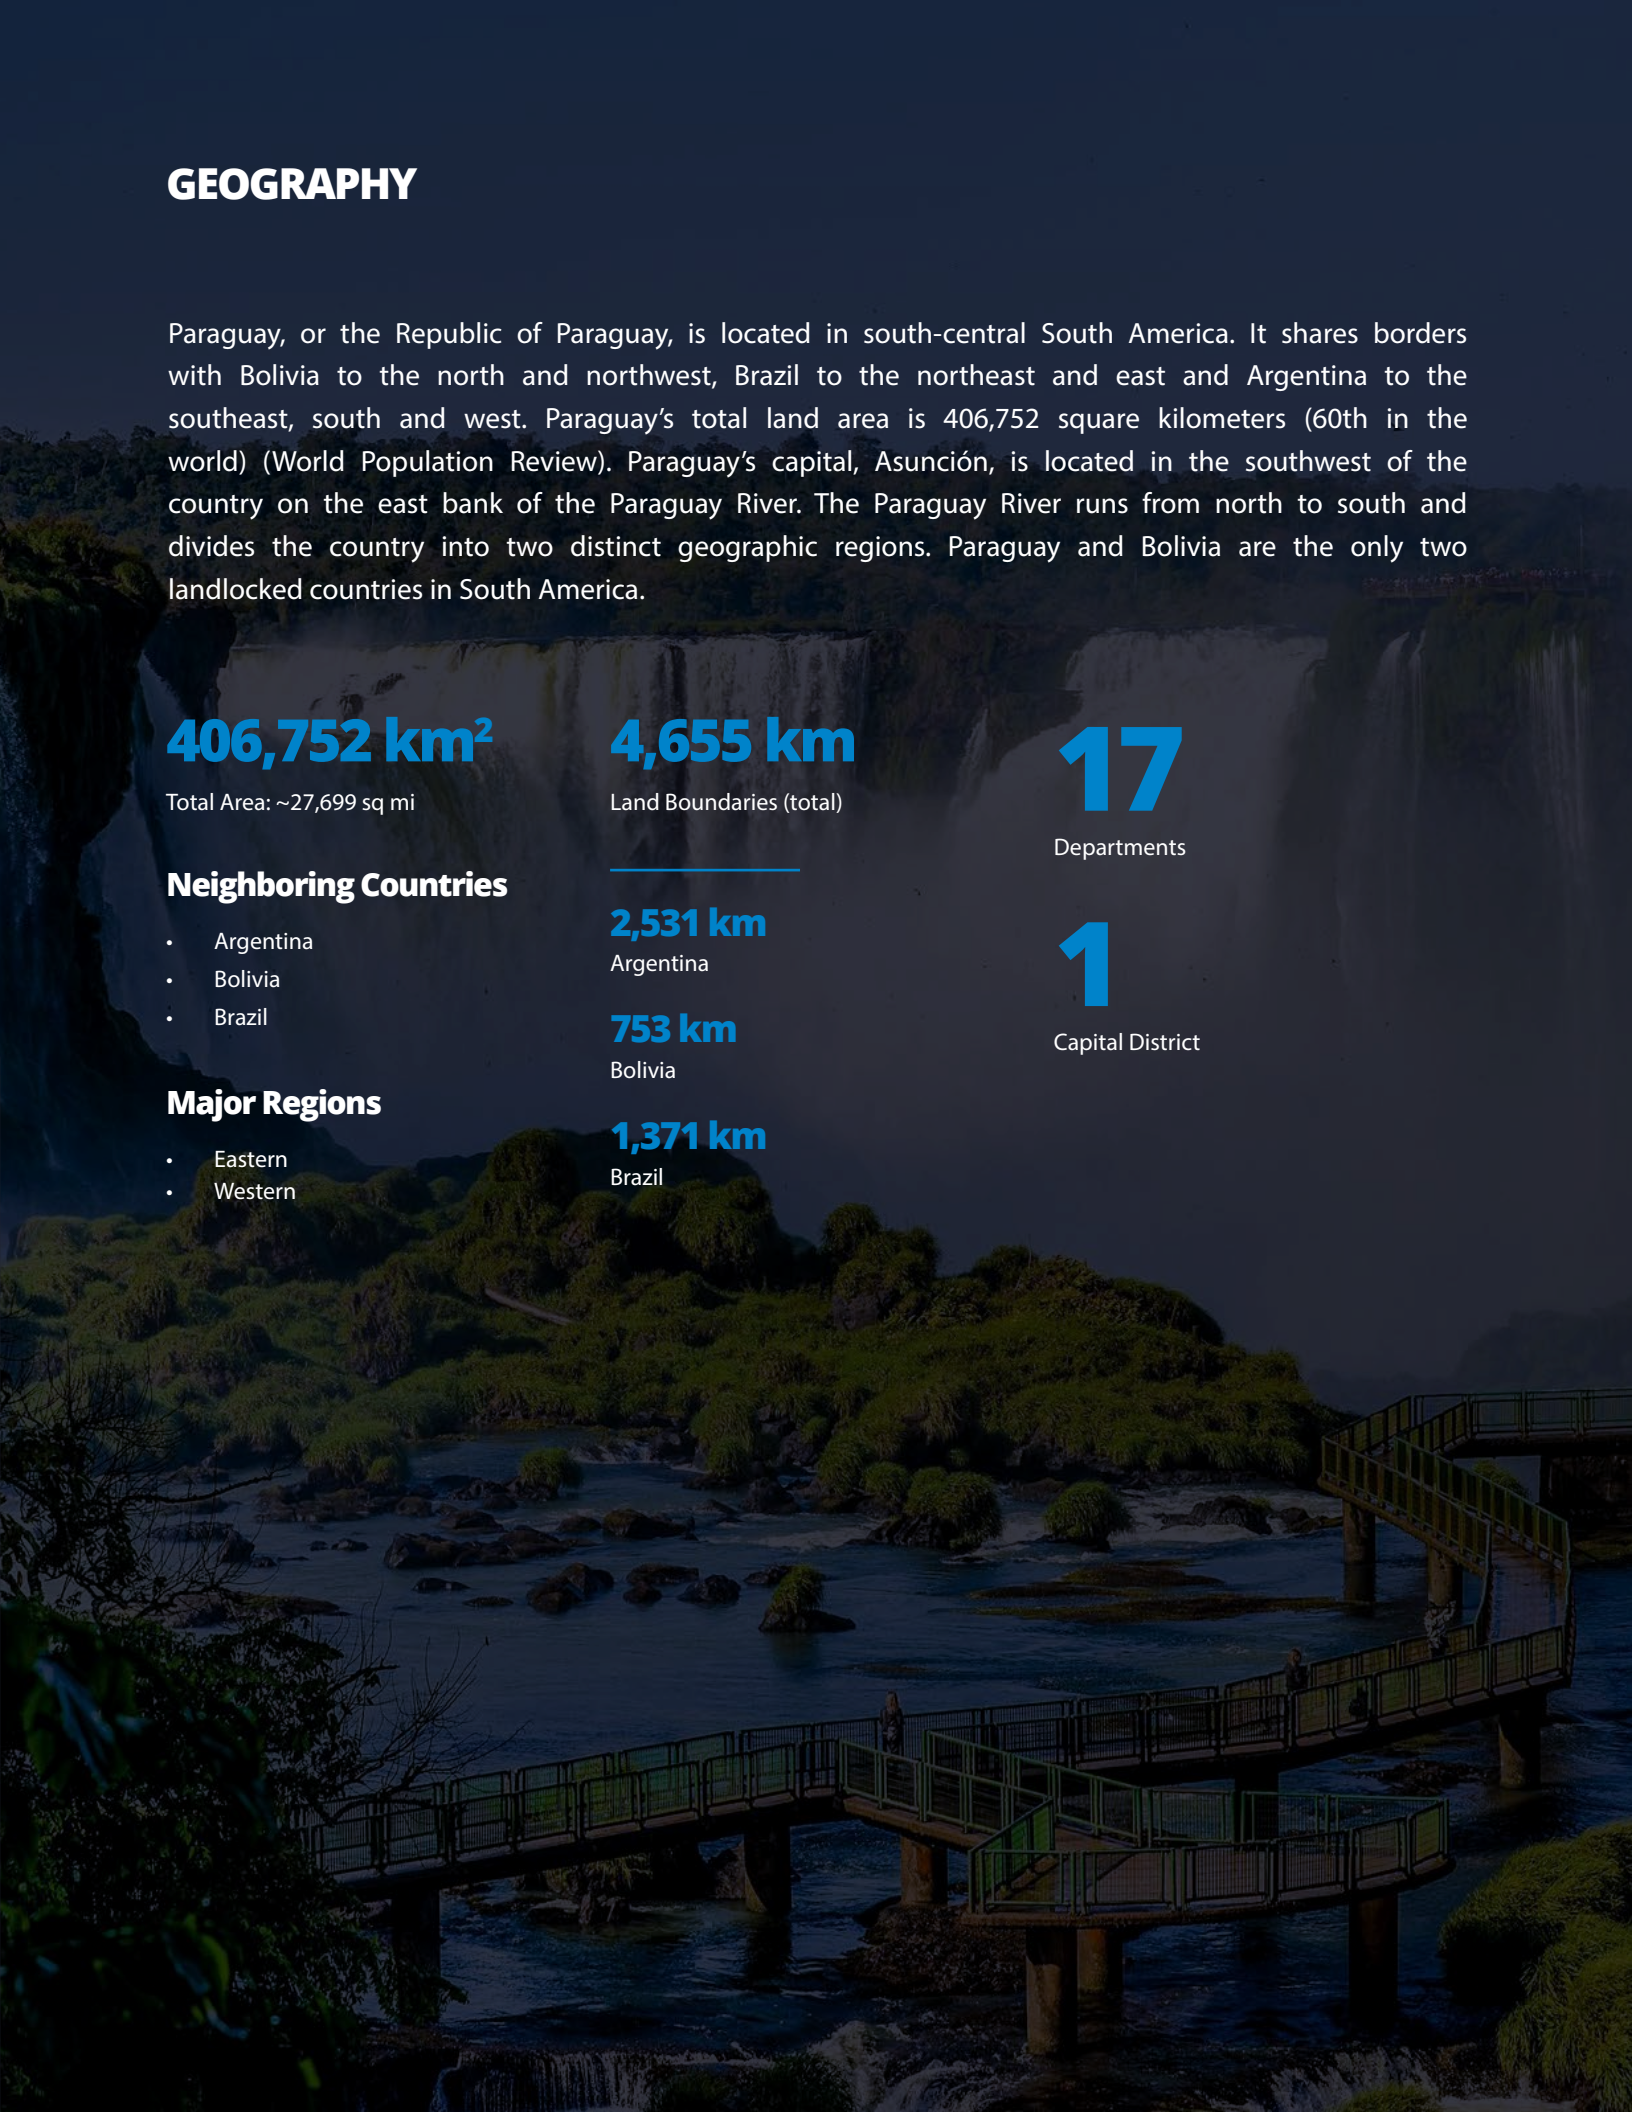 GEOGRAPHY
Paraguay, or the Republic of Paraguay, is located in south-central South America. It shares borders
with Bolivia to the north and northwest, Brazil to the northeast and east and Argentina to the
southeast, south and west. Paraguay’s total land area is 406,752 square kilometers (60th in the
world) (World Population Review). Paraguay’s capital, Asunción, is located in the southwest of the
country on the east bank of the Paraguay River. The Paraguay River runs from north to south and
divides the country into two distinct geographic regions. Paraguay and Bolivia are the only two
landlocked countries in South America.
406,752 km²
Total Area: ~27,699 sq mi
Neighboring Countries
• Argentina
• Bolivia
• Brazil
Major Regions
• Eastern
• Western
4,655 km
Land Boundaries (total)
2,531 km
Argentina
753 km
Bolivia
1,371 km
Brazil
17
Departments
1
Capital District